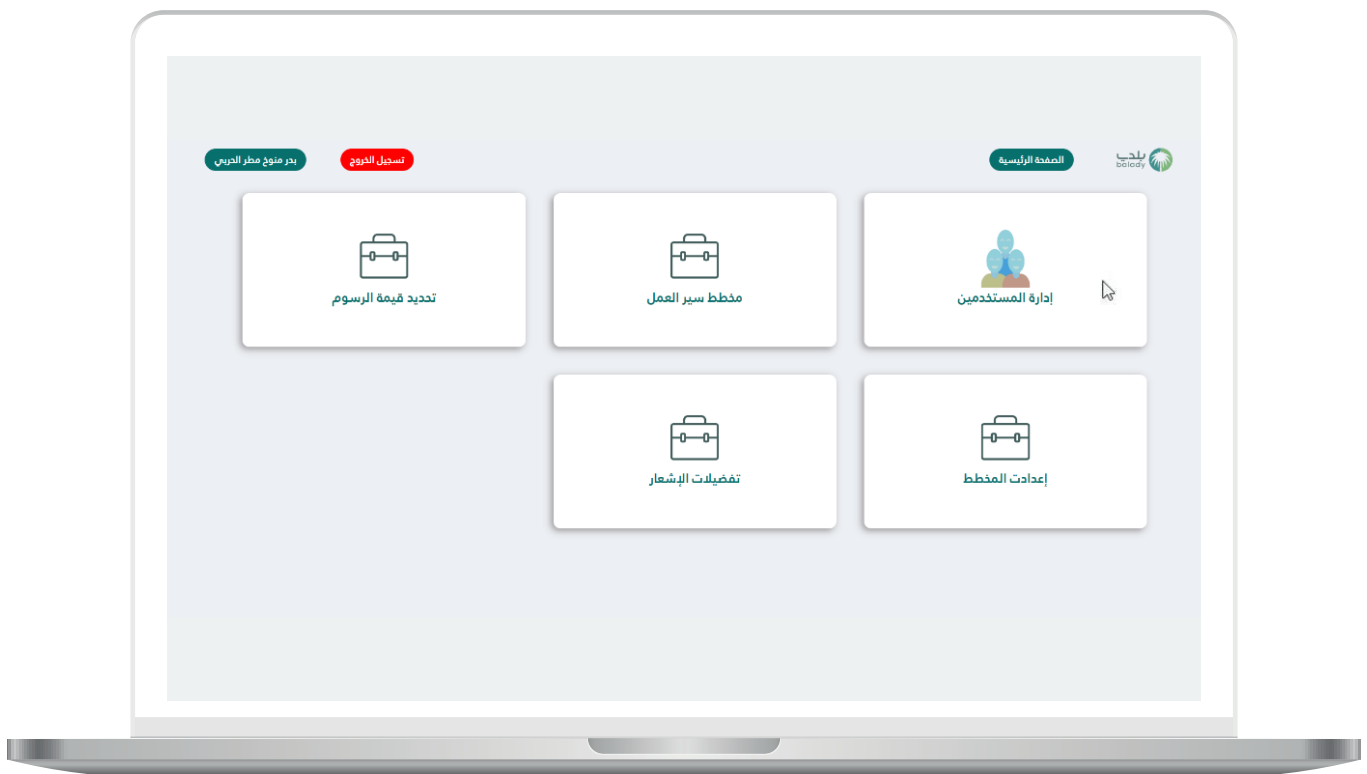 بلدي
balady
الصفحة الرئيسية
تسجيل الخروج
بدر منوخ مطر الحربي
إدارة المستخدمين
مخطط سير العمل
تحديد قيمة الرسوم
إعدادت المخطط
تفضيلات الإشعار